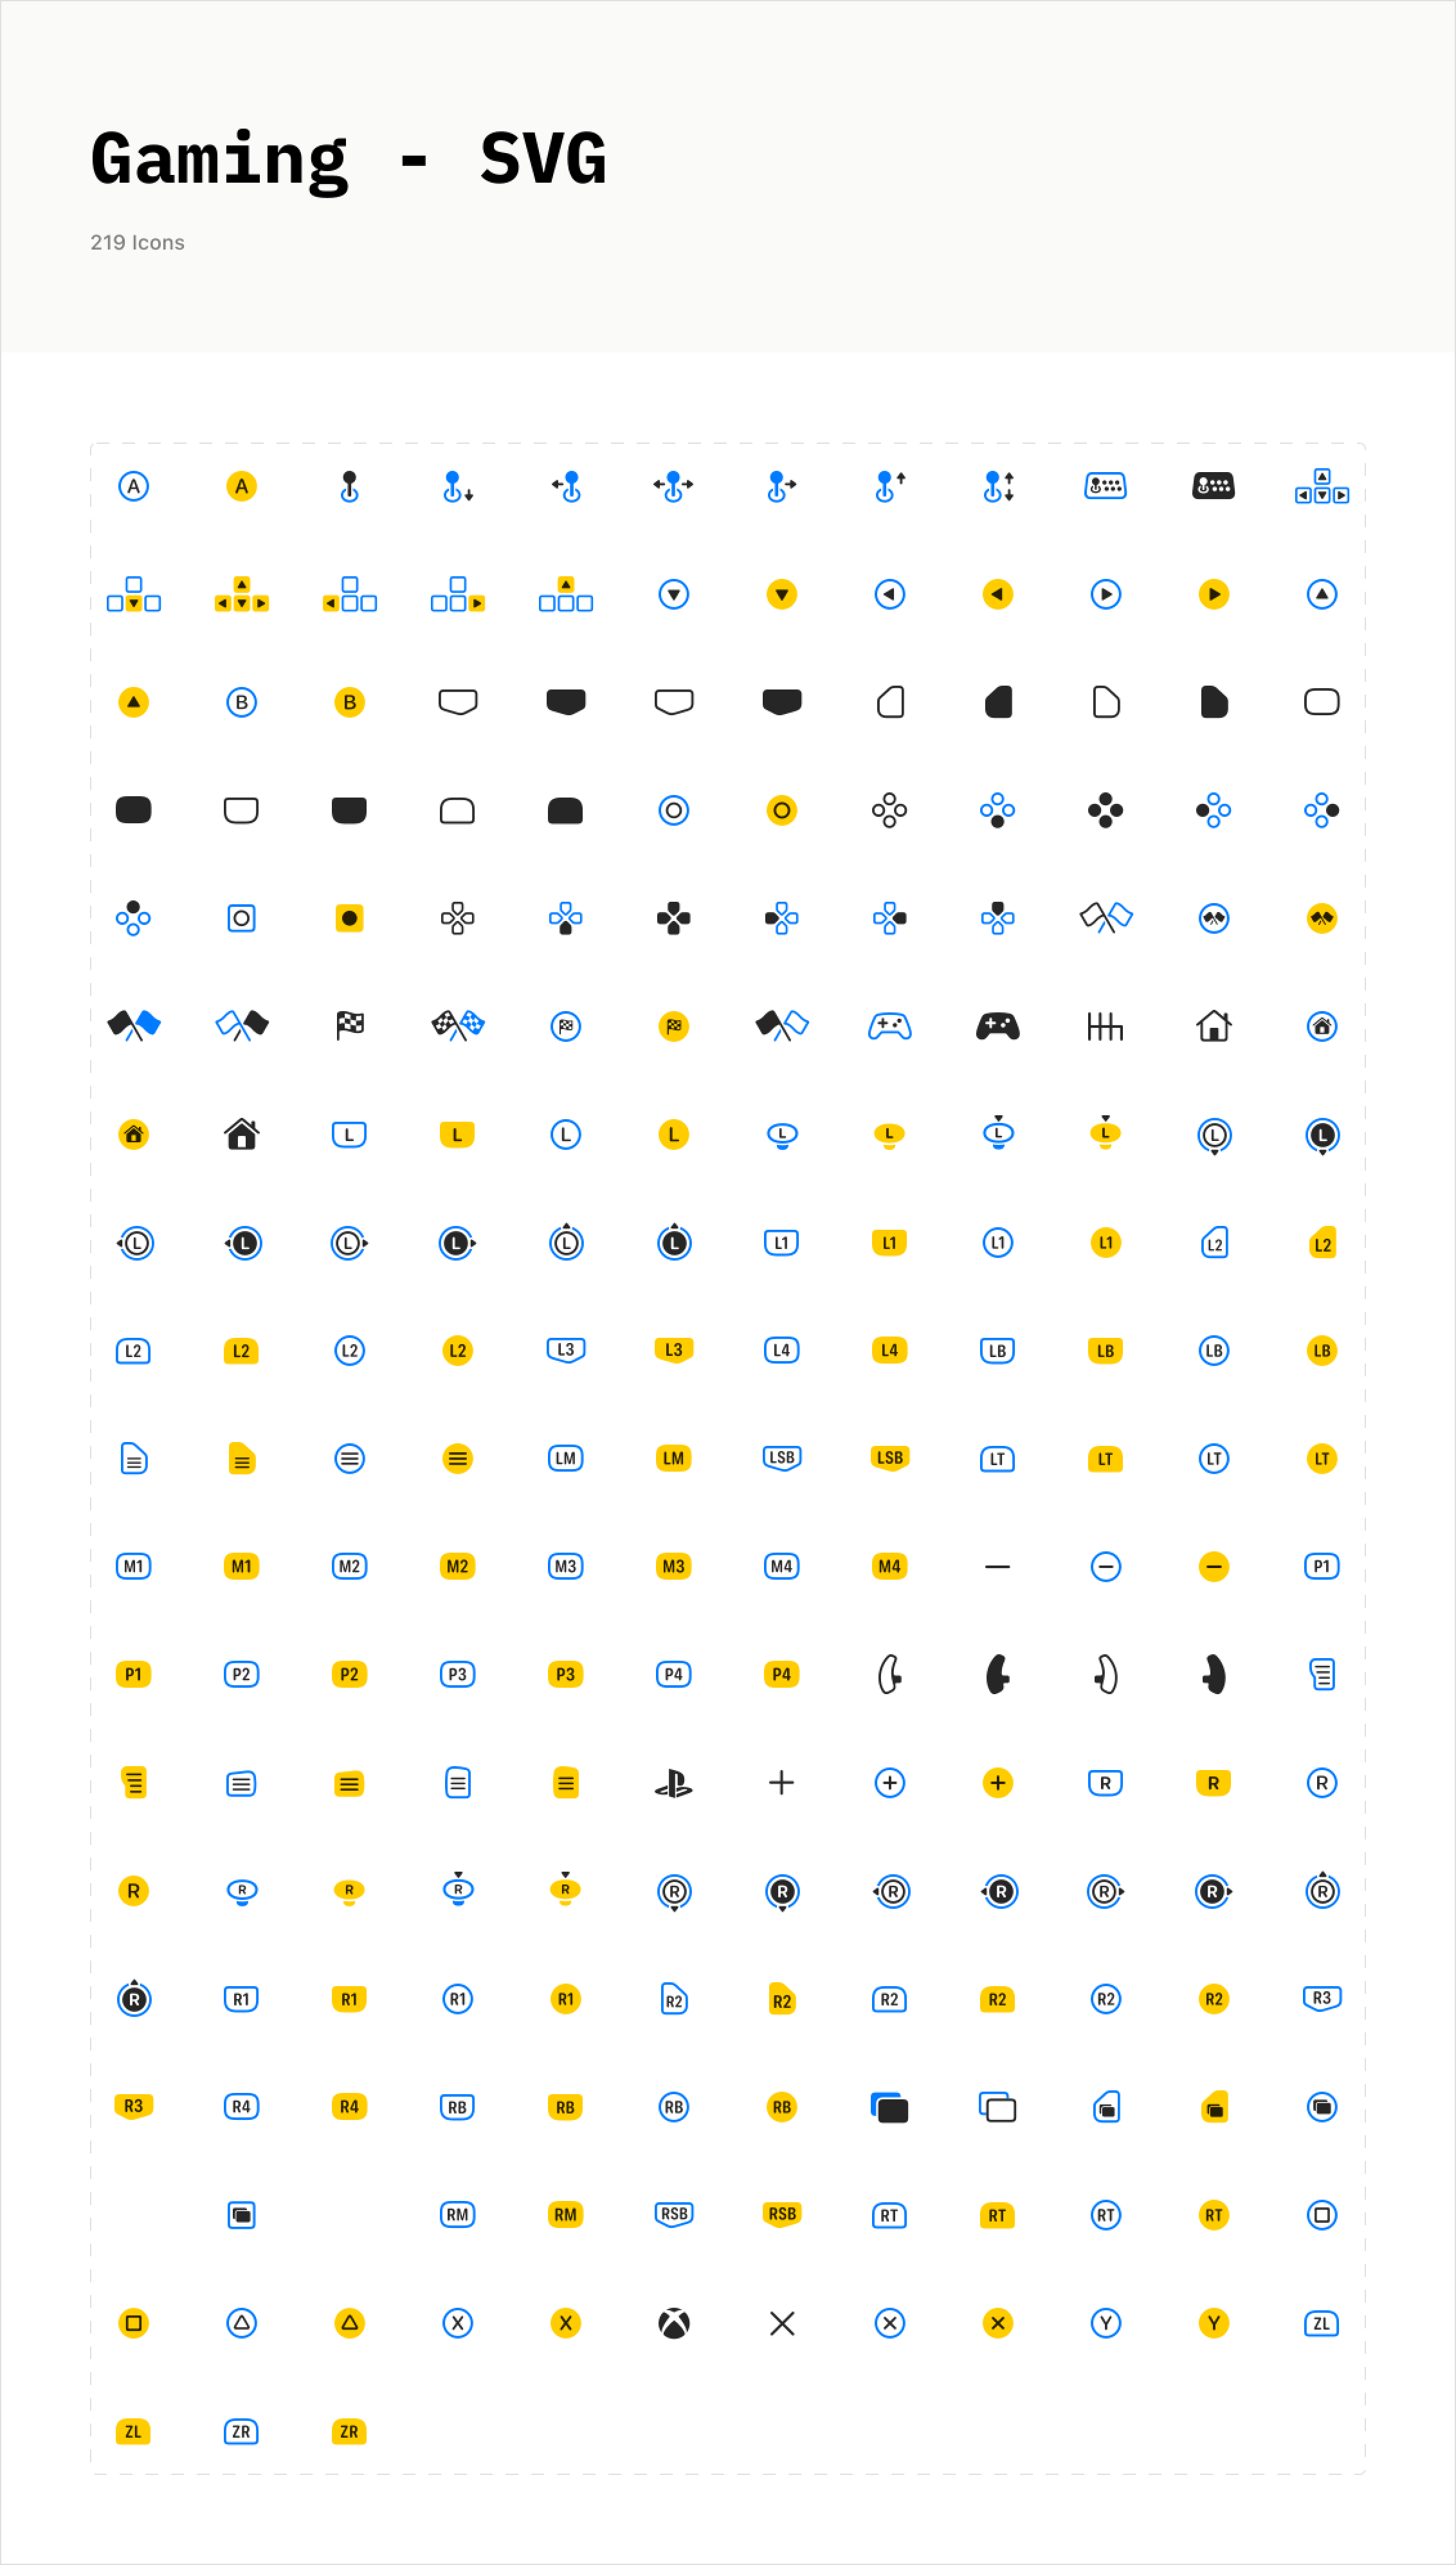 Gaming - SVG
219 Icons
A A
B B
L L L L L L L L L L
L L L L L L L1 L1 L1 L1 L2 L2
L2 L2 L2 L2 L3 L3 L4 L4 LB LB LB LB
LM LM LSB LSB LT LT LT LT
M1 M1 M2 M2 M3 M3 M4 M4 P1
P1 P2 P2 P3 P3 P4 P4
R R R
R R R R R R R R R R R R
R R1 R1 R1 R1 R2 R2 R2 R2 R2 R2 R3
R3 R4 R4 RB RB RB RB
RM RM RSB RSB RT RT RT RT
X X Y Y ZL
ZL ZR ZR